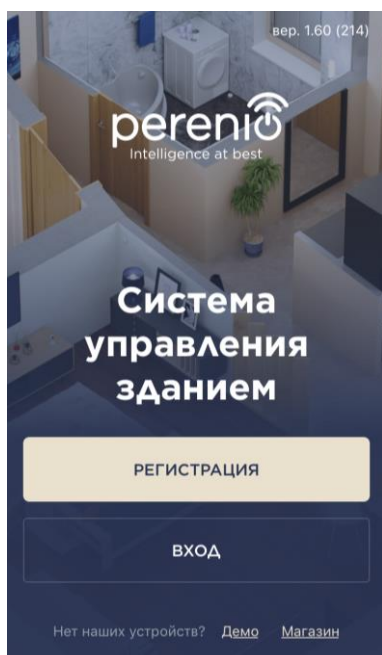 вер. 1.60 (214)
perenio
Intelligence at best
Система
управления
зданием
РЕГИСТРАЦИЯ
ВХОД
Нет наших устройств? Демо Магазин